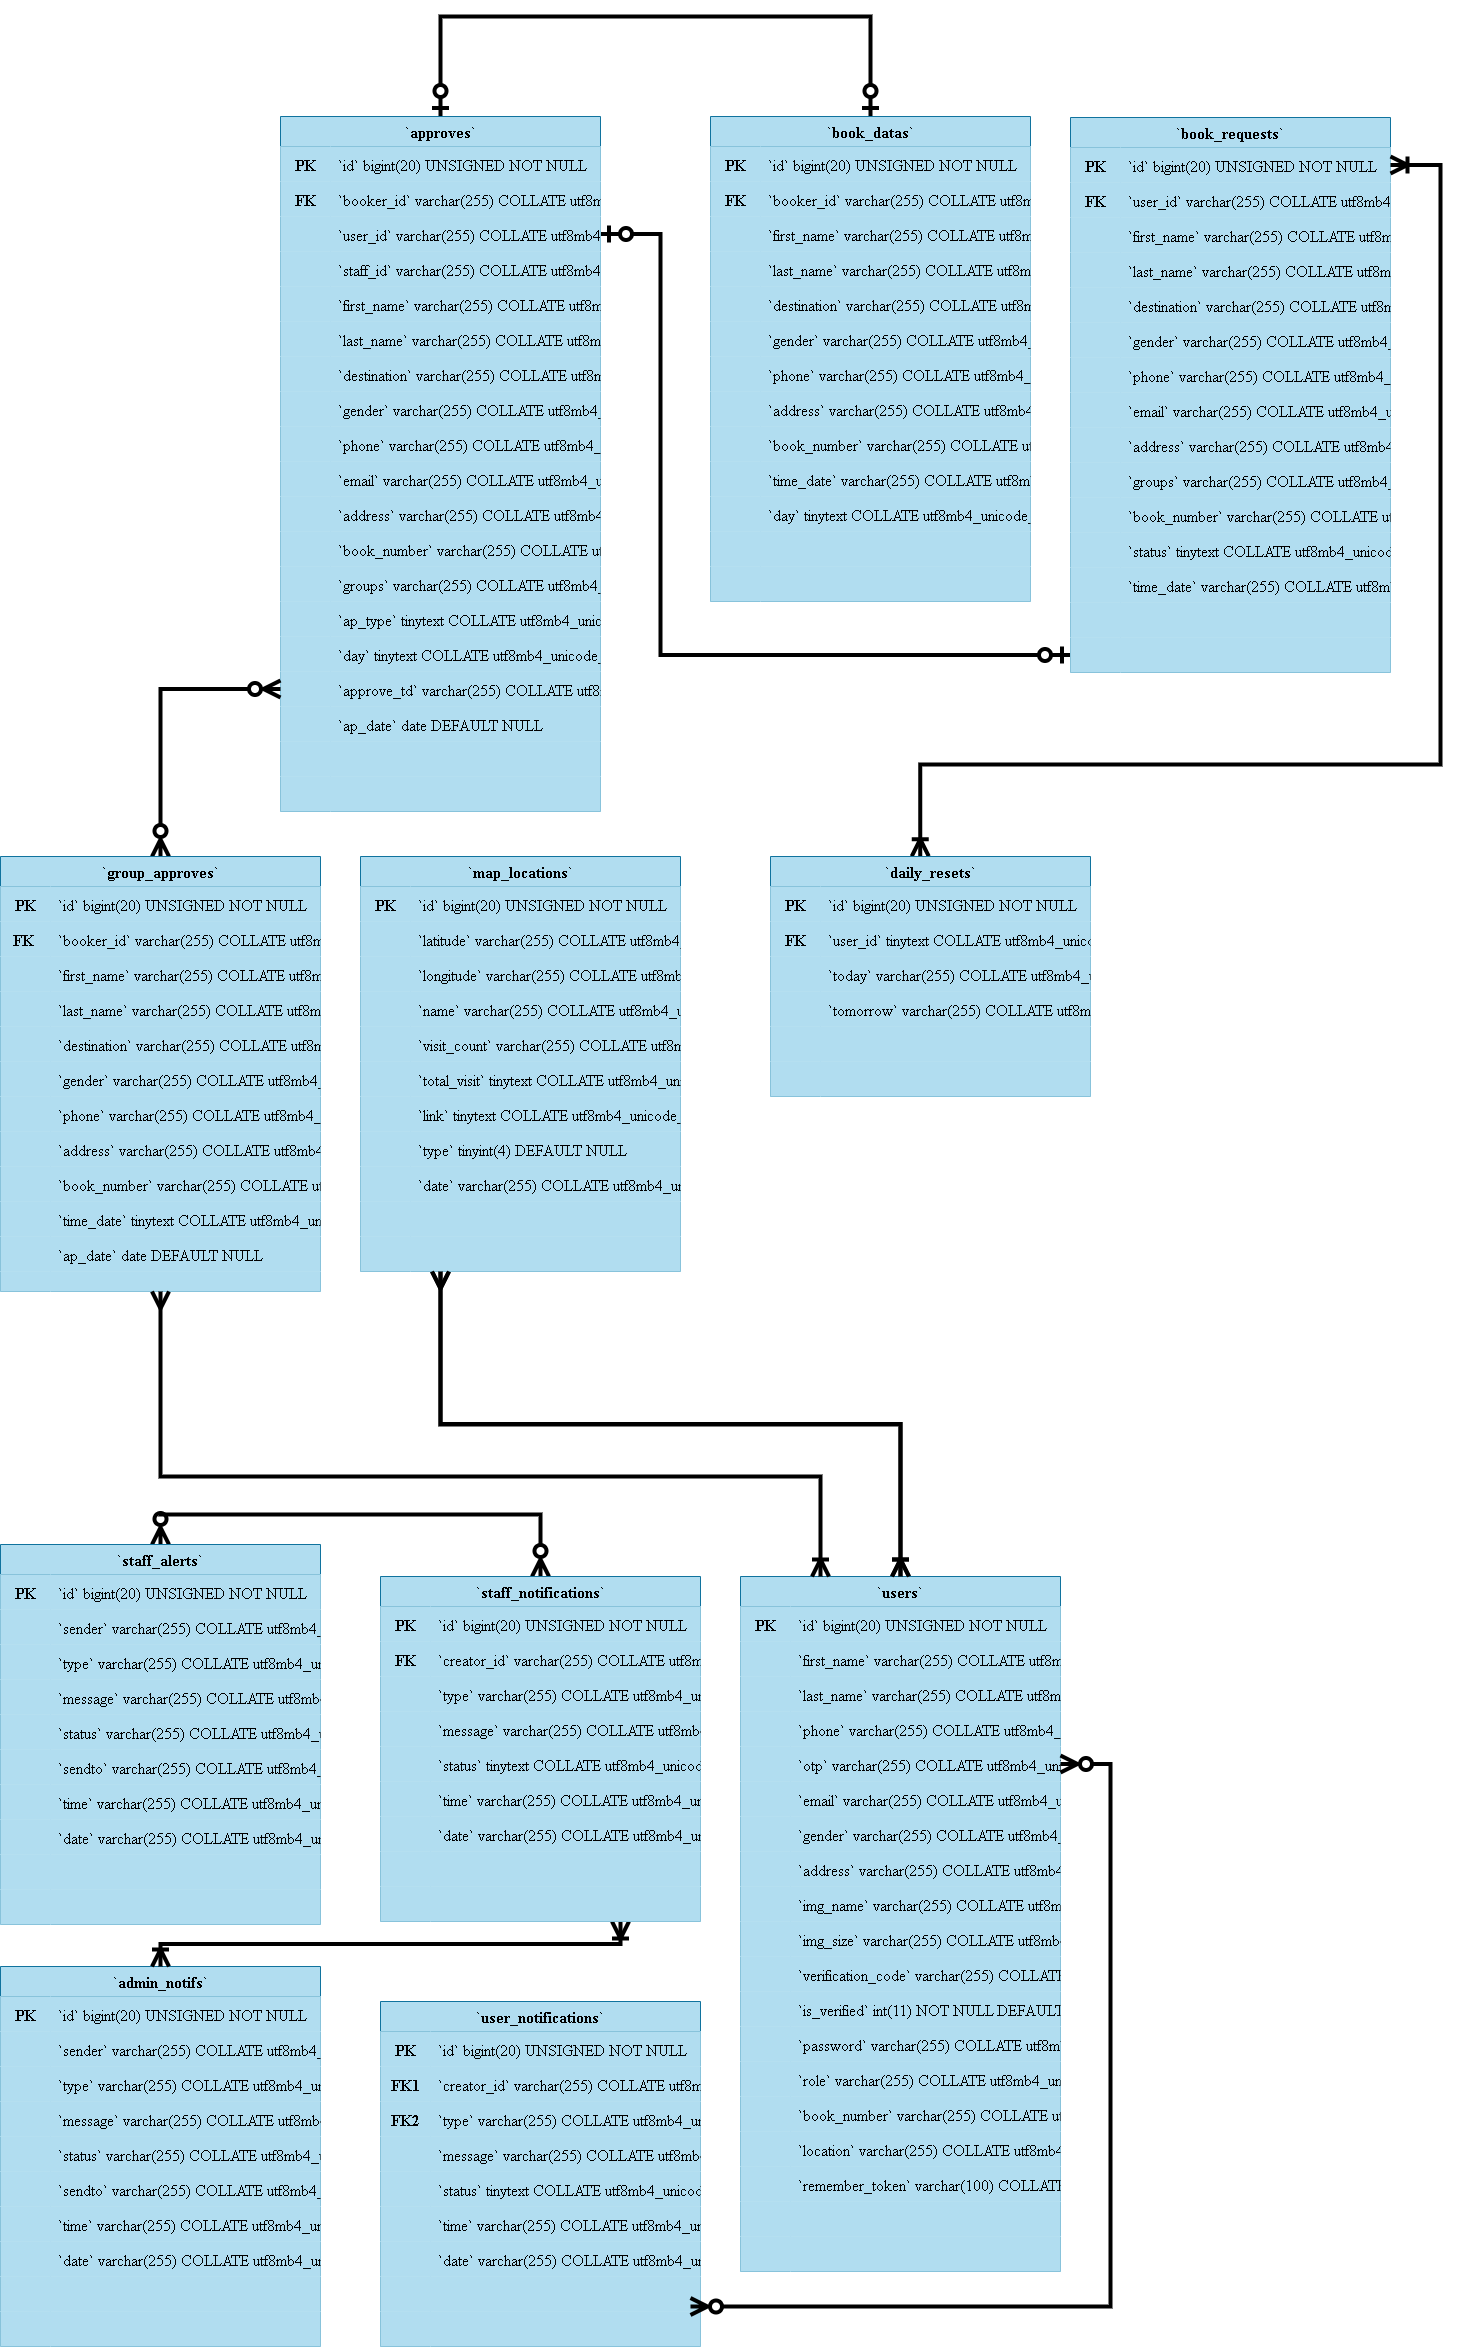 `approves`
PK `id` bigint(20) UNSIGNED NOT NULL
FK `booker_id` varchar(255) COLLATE utf8m
`user_id` varchar(255) COLLATE utf8mb4
`staff_id` varchar(255) COLLATE utf8mb4
`first_name` varchar(255) COLLATE utf8m
`last_name` varchar(255) COLLATE utf8m
`destination` varchar(255) COLLATE utf8m
`gender` varchar(255) COLLATE utf8mb4_
`phone` varchar(255) COLLATE utf8mb4_
`email` varchar(255) COLLATE utf8mb4_u
`address` varchar(255) COLLATE utf8mb4
`book_number` varchar(255) COLLATE ut
`groups` varchar(255) COLLATE utf8mb4_
`ap_type` tinytext COLLATE utf8mb4_unic
`day` tinytext COLLATE utf8mb4_unicode_
`approve_td` varchar(255) COLLATE utf8
`ap_date` date DEFAULT NULL
`book_datas`
PK `id` bigint(20) UNSIGNED NOT NULL
FK `booker_id` varchar(255) COLLATE utf8m
`first_name` varchar(255) COLLATE utf8m
`last_name` varchar(255) COLLATE utf8m
`destination` varchar(255) COLLATE utf8m
`gender` varchar(255) COLLATE utf8mb4_
`phone` varchar(255) COLLATE utf8mb4_
`address` varchar(255) COLLATE utf8mb4
`book_number` varchar(255) COLLATE ut
`time_date` varchar(255) COLLATE utf8m
`day` tinytext COLLATE utf8mb4_unicode_
`book_requests`
PK `id` bigint(20) UNSIGNED NOT NULL
FK `user_id` varchar(255) COLLATE utf8mb4
`first_name` varchar(255) COLLATE utf8m
`last_name` varchar(255) COLLATE utf8m
`destination` varchar(255) COLLATE utf8m
`gender` varchar(255) COLLATE utf8mb4_
`phone` varchar(255) COLLATE utf8mb4_
`email` varchar(255) COLLATE utf8mb4_u
`address` varchar(255) COLLATE utf8mb4
`groups` varchar(255) COLLATE utf8mb4_
`book_number` varchar(255) COLLATE ut
`status` tinytext COLLATE utf8mb4_unicod
`time_date` varchar(255) COLLATE utf8m
`group_approves`
PK `id` bigint(20) UNSIGNED NOT NULL
FK `booker_id` varchar(255) COLLATE utf8m
`first_name` varchar(255) COLLATE utf8m
`last_name` varchar(255) COLLATE utf8m
`destination` varchar(255) COLLATE utf8m
`gender` varchar(255) COLLATE utf8mb4_
`phone` varchar(255) COLLATE utf8mb4_
`address` varchar(255) COLLATE utf8mb4
`book_number` varchar(255) COLLATE ut
`time_date` tinytext COLLATE utf8mb4_un
`ap_date` date DEFAULT NULL
`map_locations`
PK `id` bigint(20) UNSIGNED NOT NULL
`latitude` varchar(255) COLLATE utf8mb4_
`longitude` varchar(255) COLLATE utf8mb
`name` varchar(255) COLLATE utf8mb4_u
`visit_count` varchar(255) COLLATE utf8m
`total_visit` tinytext COLLATE utf8mb4_un
`link` tinytext COLLATE utf8mb4_unicode_
`type` tinyint(4) DEFAULT NULL
`date` varchar(255) COLLATE utf8mb4_un
`daily_resets`
PK `id` bigint(20) UNSIGNED NOT NULL
FK `user_id` tinytext COLLATE utf8mb4_unico
`today` varchar(255) COLLATE utf8mb4_u
`tomorrow` varchar(255) COLLATE utf8m
`staff_alerts`
PK `id` bigint(20) UNSIGNED NOT NULL
`sender` varchar(255) COLLATE utf8mb4_
`type` varchar(255) COLLATE utf8mb4_un
`message` varchar(255) COLLATE utf8mb
`status` varchar(255) COLLATE utf8mb4_u
`sendto` varchar(255) COLLATE utf8mb4_
`time` varchar(255) COLLATE utf8mb4_un
`date` varchar(255) COLLATE utf8mb4_un
`staff_notifications`
PK `id` bigint(20) UNSIGNED NOT NULL
FK `creator_id` varchar(255) COLLATE utf8m
`type` varchar(255) COLLATE utf8mb4_un
`message` varchar(255) COLLATE utf8mb
`status` tinytext COLLATE utf8mb4_unicod
`time` varchar(255) COLLATE utf8mb4_un
`date` varchar(255) COLLATE utf8mb4_un
`users`
PK `id` bigint(20) UNSIGNED NOT NULL
`first_name` varchar(255) COLLATE utf8m
`last_name` varchar(255) COLLATE utf8m
`phone` varchar(255) COLLATE utf8mb4_
`otp` varchar(255) COLLATE utf8mb4_uni
`email` varchar(255) COLLATE utf8mb4_u
`gender` varchar(255) COLLATE utf8mb4_
`address` varchar(255) COLLATE utf8mb4
`img_name` varchar(255) COLLATE utf8m
`img_size` varchar(255) COLLATE utf8mb
`verification_code` varchar(255) COLLATE
`is_verified` int(11) NOT NULL DEFAULT
`password` varchar(255) COLLATE utf8m
`role` varchar(255) COLLATE utf8mb4_un
`book_number` varchar(255) COLLATE ut
`location` varchar(255) COLLATE utf8mb4
`remember_token` varchar(100) COLLATE
`admin_notifs`
PK `id` bigint(20) UNSIGNED NOT NULL
`sender` varchar(255) COLLATE utf8mb4_
`type` varchar(255) COLLATE utf8mb4_un
`message` varchar(255) COLLATE utf8mb
`status` varchar(255) COLLATE utf8mb4_u
`sendto` varchar(255) COLLATE utf8mb4_
`time` varchar(255) COLLATE utf8mb4_un
`date` varchar(255) COLLATE utf8mb4_un
`user_notifications`
PK `id` bigint(20) UNSIGNED NOT NULL
FK1 `creator_id` varchar(255) COLLATE utf8m
FK2 `type` varchar(255) COLLATE utf8mb4_un
`message` varchar(255) COLLATE utf8mb
`status` tinytext COLLATE utf8mb4_unicod
`time` varchar(255) COLLATE utf8mb4_un
`date` varchar(255) COLLATE utf8mb4_un